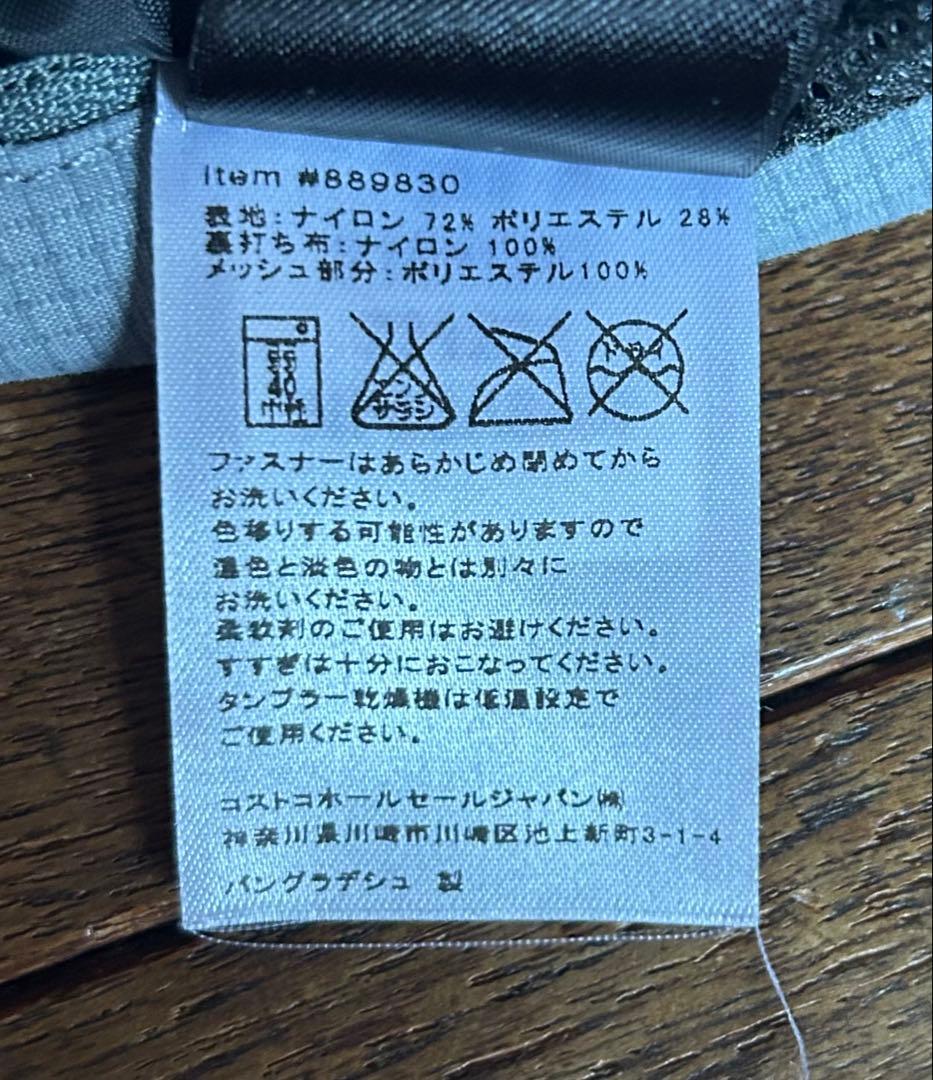 Item #889830
表地:ナイロン 72% ポリエステル 28%
裏打ち布:ナイロン 100%
メッシュ部分:ポリエステル100%
40
中性
エンソ
サラシ
ドライ
ファスナーはあらかじめ閉めてから
お洗いください。
色移りする可能性がありますので
濃色と淡色の物とは別々に
お洗いください。
柔軟剤のご使用はお避けください。
すすぎは十分におこなってください。
タンブラー乾燥機は低温設定で
ご使用ください。
コストコホールセールジャパン㈱
神奈川県川崎市川崎区池上新町3-1-4
バングラデシュ 製